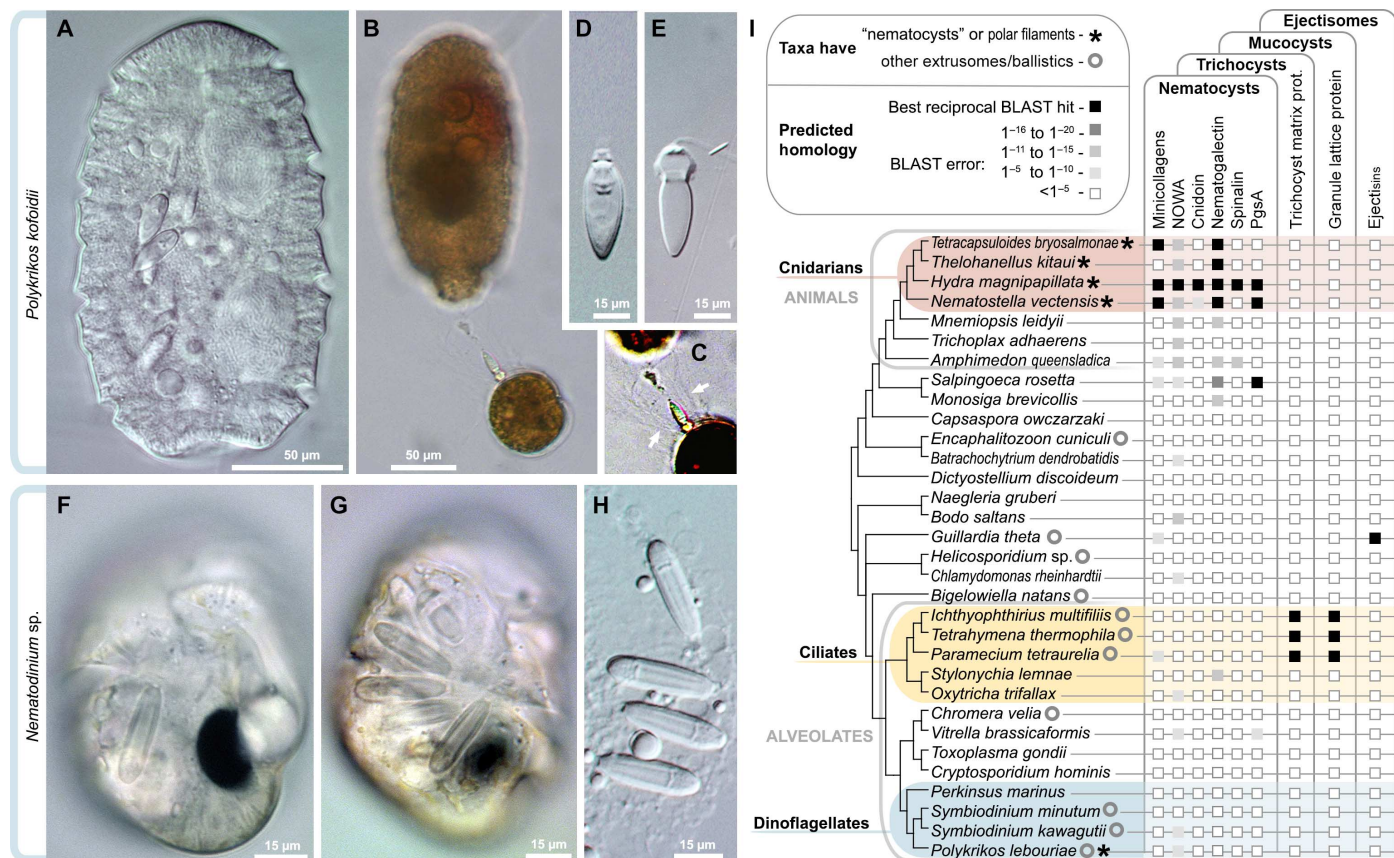 A
B
D
E
C
50 µm
50 µm
15 µm
15 µm
Polykrikos kofoidii
F
G
H
15 µm
15 µm
15 µm
Nematodinium sp.
I
Taxa have
"nematocysts" or polar filaments - *
other extrusomes/ballistics -
Predicted homology
Best reciprocal BLAST hit -
BLAST error:
1⁻¹⁶ to 1⁻²⁰ -
1⁻¹¹ to 1⁻¹⁵ -
1⁻⁵ to 1⁻¹⁰ -
<1⁻⁵ -
Ejectisomes
Mucocysts
Trichocysts
Nematocysts
Minicollagens
NOWA
Cnidoin
Nematogalectin
Spinalin
PgsA
Trichocyst matrix prot.
Granule lattice protein
Ejectisins
Cnidarians
ANIMALS
Tetracapsuloides bryosalmonae *
Thelohanellus kitaui *
Hydra magnipapillata *
Nematostella vectensis *
Mnemiopsis leidyii
Trichoplax adhaerens
Amphimedon queensladica
Salpingoeca rosetta
Monosiga brevicollis
Capsaspora owczarzaki
Encephalitozoon cuniculi
Batrachochytrium dendrobatidis
Dictyostellium discoideum
Naegleria gruberi
Bodo saltans
Guillardia theta
Helicosporidium sp.
Chlamydomonas rheinhardtii
Bigelowiella natans
Ciliates
ALVEOLATES
Ichthyophthirius multifiliis
Tetrahymena thermophila
Paramecium tetraurelia
Stylonychia lemnae
Oxytricha trifallax
Chromera velia
Vitrella brassicaformis
Toxoplasma gondii
Cryptosporidium hominis
Dinoflagellates
Perkinsus marinus
Symbiodinium minutum
Symbiodinium kawagutii
Polykrikos lebouriae *